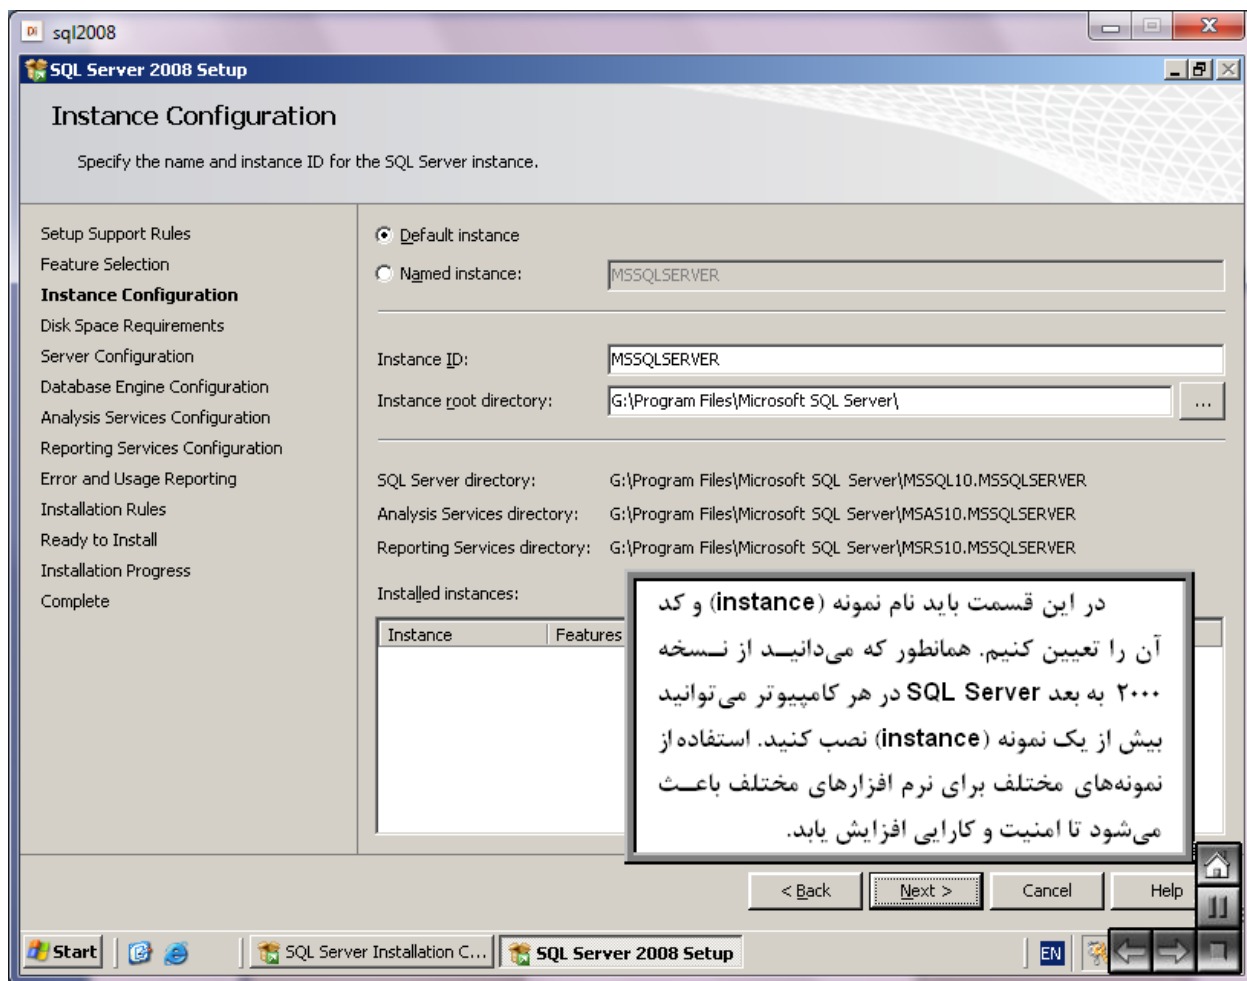 sql2008
SQL Server 2008 Setup
Instance Configuration
Specify the name and instance ID for the SQL Server instance.
Setup Support Rules
Feature Selection
Instance Configuration
Disk Space Requirements
Server Configuration
Database Engine Configuration
Analysis Services Configuration
Reporting Services Configuration
Error and Usage Reporting
Installation Rules
Ready to Install
Installation Progress
Complete
Default instance
Named instance: MSSQLSERVER
Instance ID: MSSQLSERVER
Instance root directory: G:\Program Files\Microsoft SQL Server\ ...
SQL Server directory: G:\Program Files\Microsoft SQL Server\MSSQL10.MSSQLSERVER
Analysis Services directory: G:\Program Files\Microsoft SQL Server\MSAS10.MSSQLSERVER
Reporting Services directory: G:\Program Files\Microsoft SQL Server\MSRS10.MSSQLSERVER
Installed instances:
Instance Features
در این قسمت باید نام نمونه (instance) و کد
آن را تعیین کنیم. همانطور که می‌دانیـد از نـسخه
۲۰۰۰ به بعد SQL Server در هر کامپیوتر می‌توانید
بیش از یک نمونه (instance) نصب کنید. استفاده از
نمونه‌های مختلف برای نرم افزارهای مختلف باعـث
می‌شود تا امنیت و کارایی افزایش یابد.
< Back Next > Cancel Help
Start SQL Server Installation C... SQL Server 2008 Setup EN